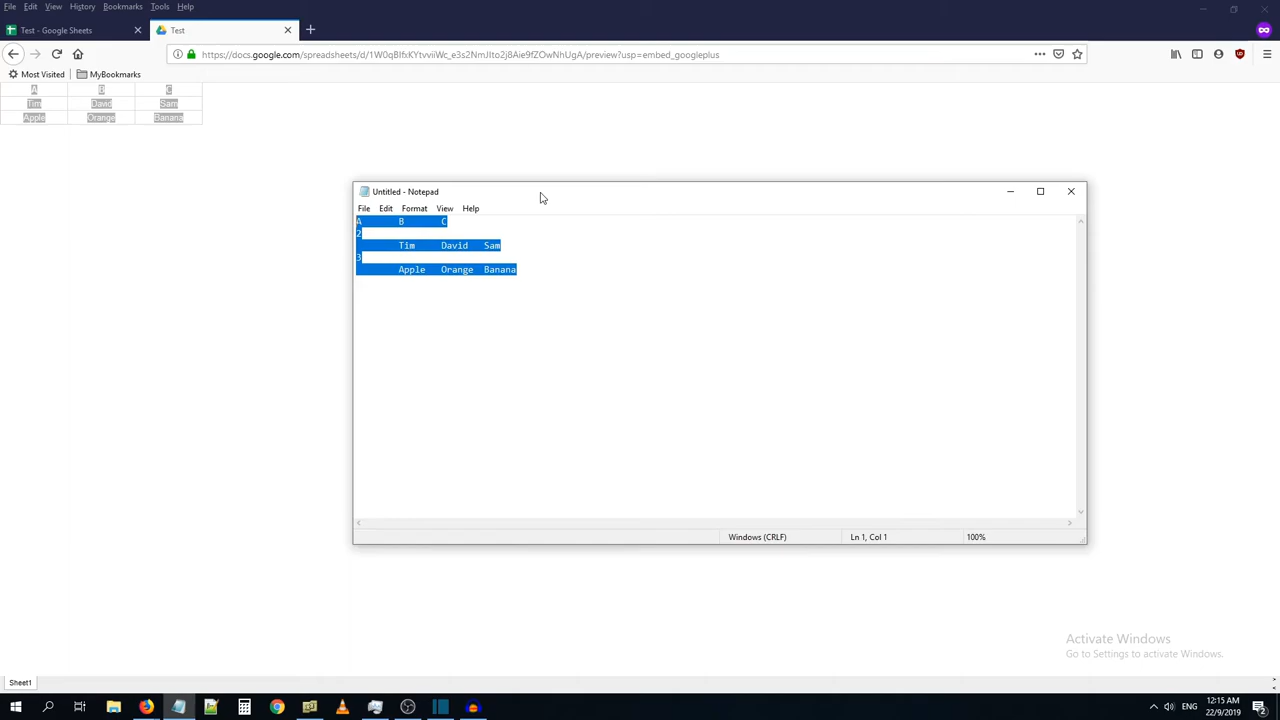 File Edit View History Bookmarks Tools Help
Test - Google Sheets
Test
https://docs.google.com/spreadsheets/d/1W0qBIfxKYtvviiWc_e3s2NmJIto2j8Aie9fZOwNhUgA/preview?usp=embed_googleplus
Most Visited MyBookmarks
A B C
Tim David Sam
Apple Orange Banana
Untitled - Notepad
File Edit Format View Help
A B C
2
Tim David Sam
3
Apple Orange Banana
Windows (CRLF) Ln 1, Col 1 100%
Activate Windows
Go to Settings to activate Windows.
Sheet1
ENG
12:15 AM
22/9/2019
2